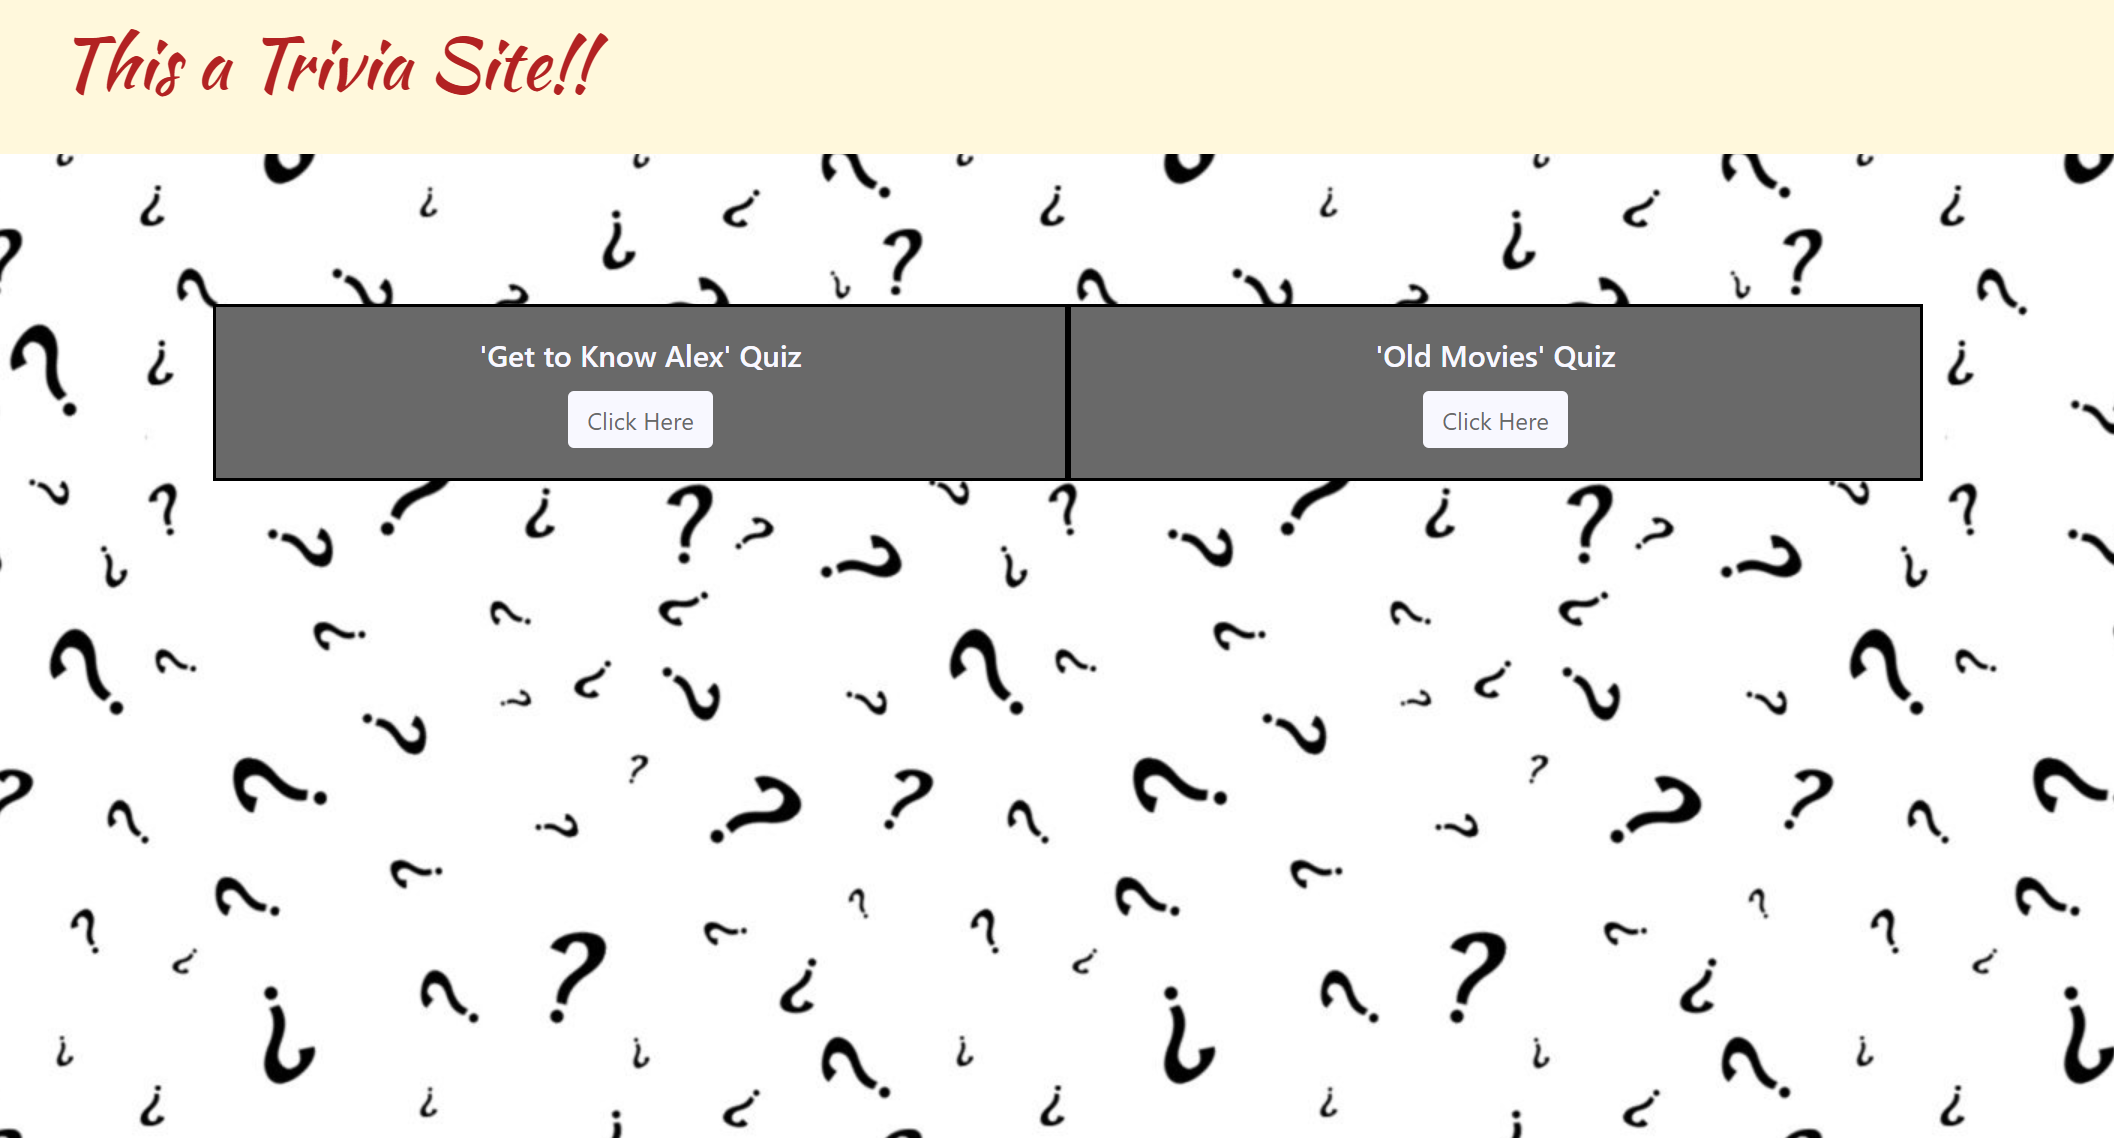 This a Trivia Site!!
'Get to Know Alex' Quiz
Click Here
'Old Movies' Quiz
Click Here